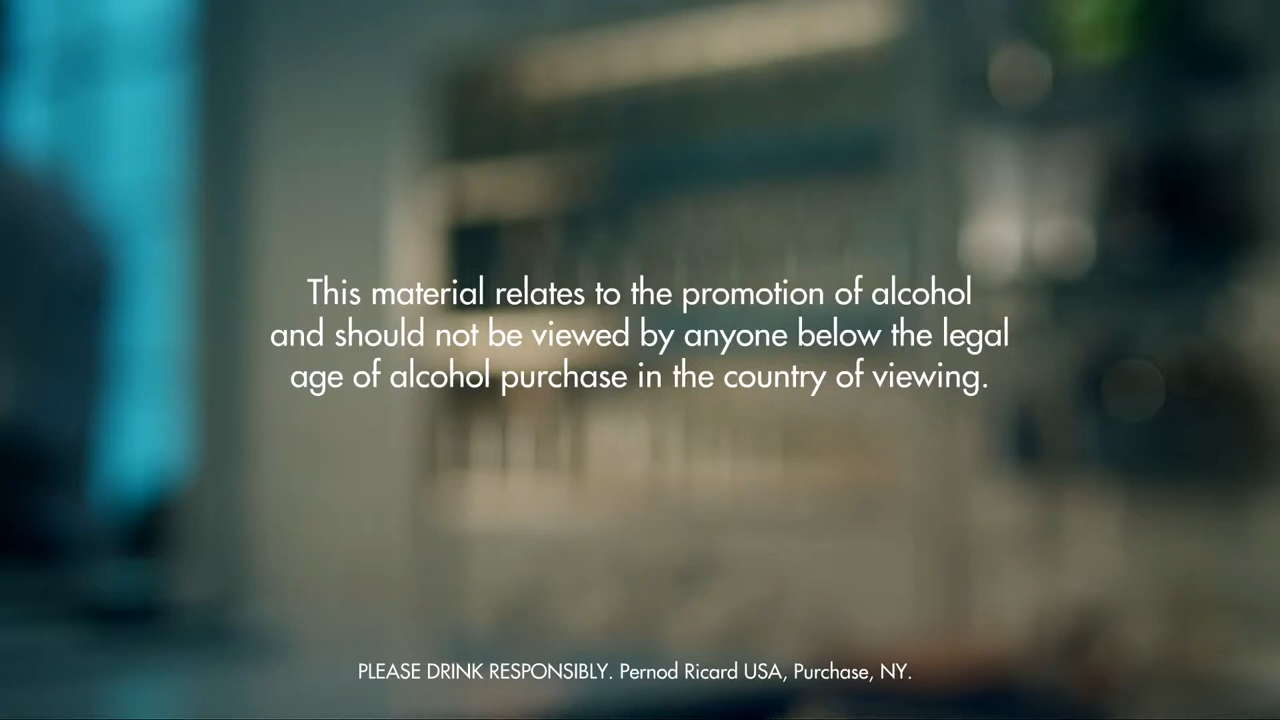 This material relates to the promotion of alcohol
and should not be viewed by anyone below the legal
age of alcohol purchase in the country of viewing.
PLEASE DRINK RESPONSIBLY. Pernod Ricard USA, Purchase, NY.